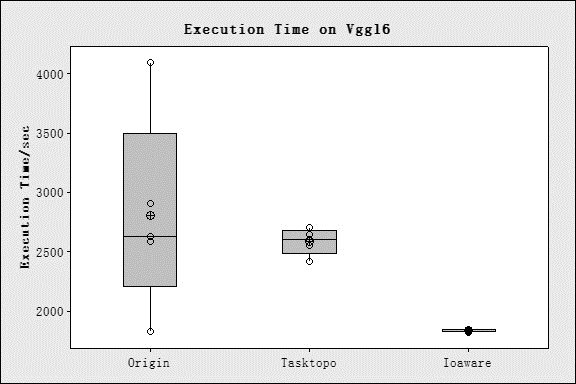 Execution Time on Vgg16
Execution Time/sec
4000
3500
3000
2500
2000
Origin
Tasktopo
Ioaware